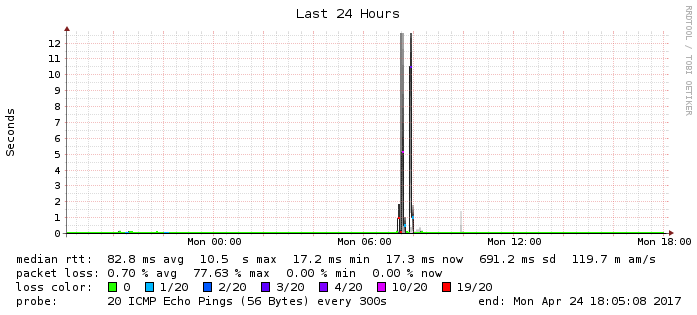 Last 24 Hours
RRDTOOL / TOBI OETIKER
Seconds
12
11
10
9
8
7
6
5
4
3
2
1
0
Mon 00:00 Mon 06:00 Mon 12:00 Mon 18:00
median rtt: 82.8 ms avg 10.5 s max 17.2 ms min 17.3 ms now 691.2 ms sd 119.7 m am/s
packet loss: 0.70 % avg 77.63 % max 0.00 % min 0.00 % now
loss color: 0 1/20 2/20 3/20 4/20 10/20 19/20
probe: 20 ICMP Echo Pings (56 Bytes) every 300s end: Mon Apr 24 18:05:08 2017